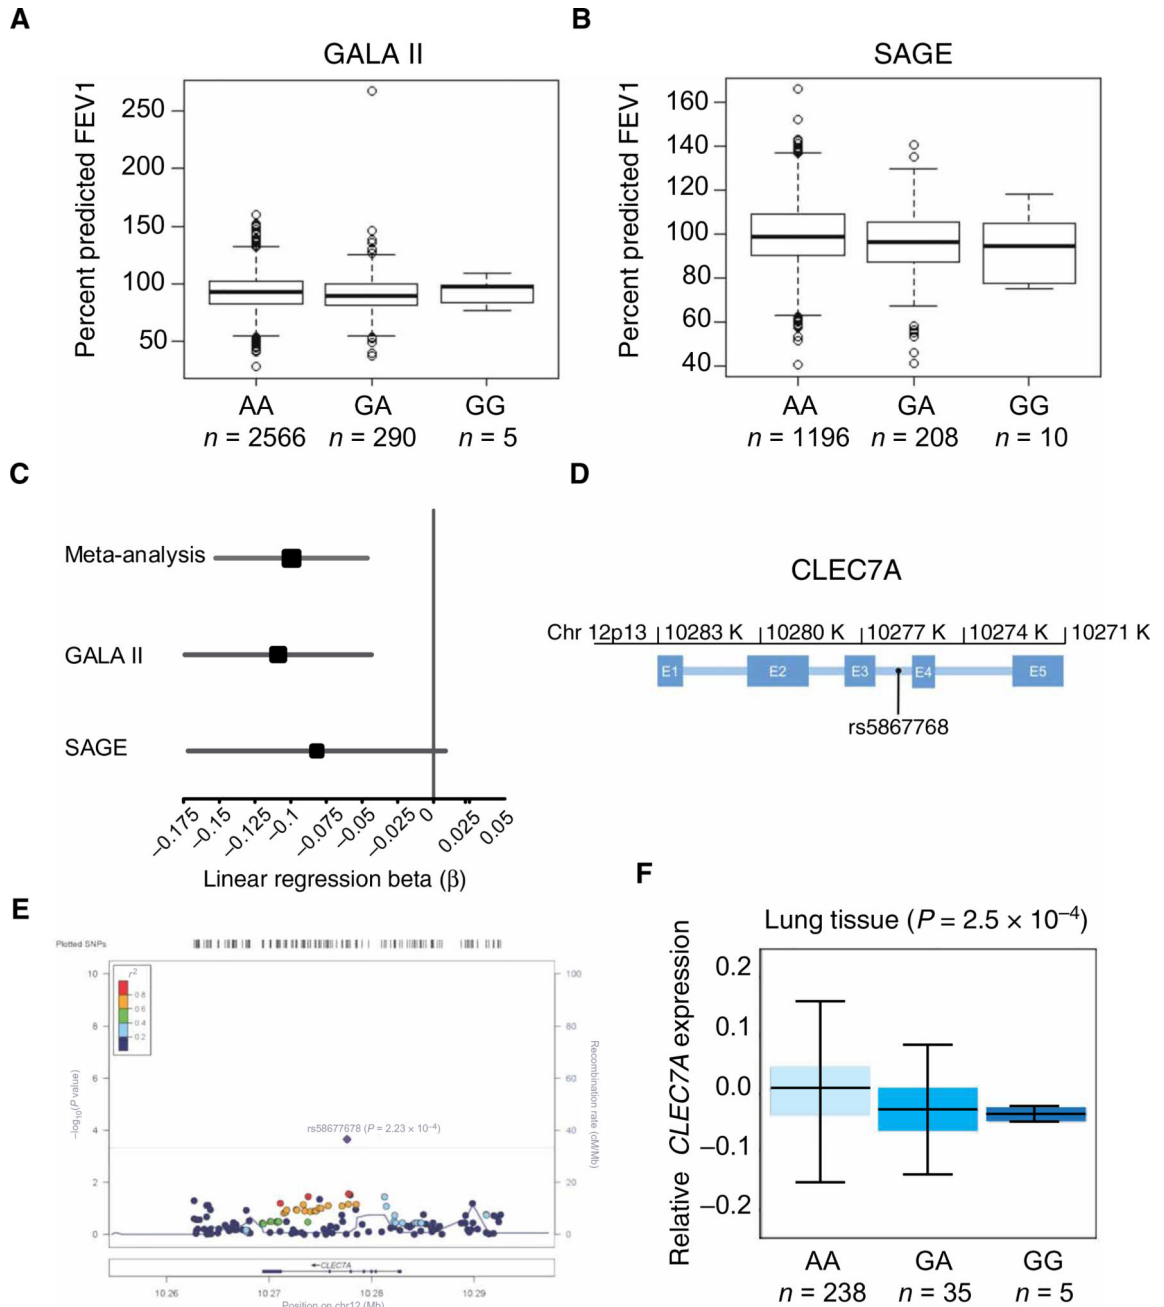 A
GALA II
Percent predicted FEV1
250
200
150
100
50
AA
GA
GG
n = 2566
n = 290
n = 5
B
SAGE
Percent predicted FEV1
160
140
120
100
80
60
40
AA
GA
GG
n = 1196
n = 208
n = 10
C
Meta-analysis
GALA II
SAGE
−0.175
−0.15
−0.125
−0.1
−0.075
−0.05
−0.025
0
0.025
0.05
Linear regression beta (β)
D
CLEC7A
Chr 12p13
10283 K
10280 K
10277 K
10274 K
10271 K
E1
E2
E3
E4
E5
rs5867768
E
Plotted SNPs
r2
0 8
0 6
0 4
0 2
10
8
6
4
2
0
−log10(P value)
100
80
60
40
20
0
Recombination rate (cM/Mb)
rs58677678 (P = 2.23 × 10−4)
←CLEC7A
10.26
10.27
10.28
10.29
Position on chr12 (Mb)
F
Lung tissue (P = 2.5 × 10−4)
Relative CLEC7A expression
0.2
0.1
0.0
−0.1
−0.2
AA
GA
GG
n = 238
n = 35
n = 5